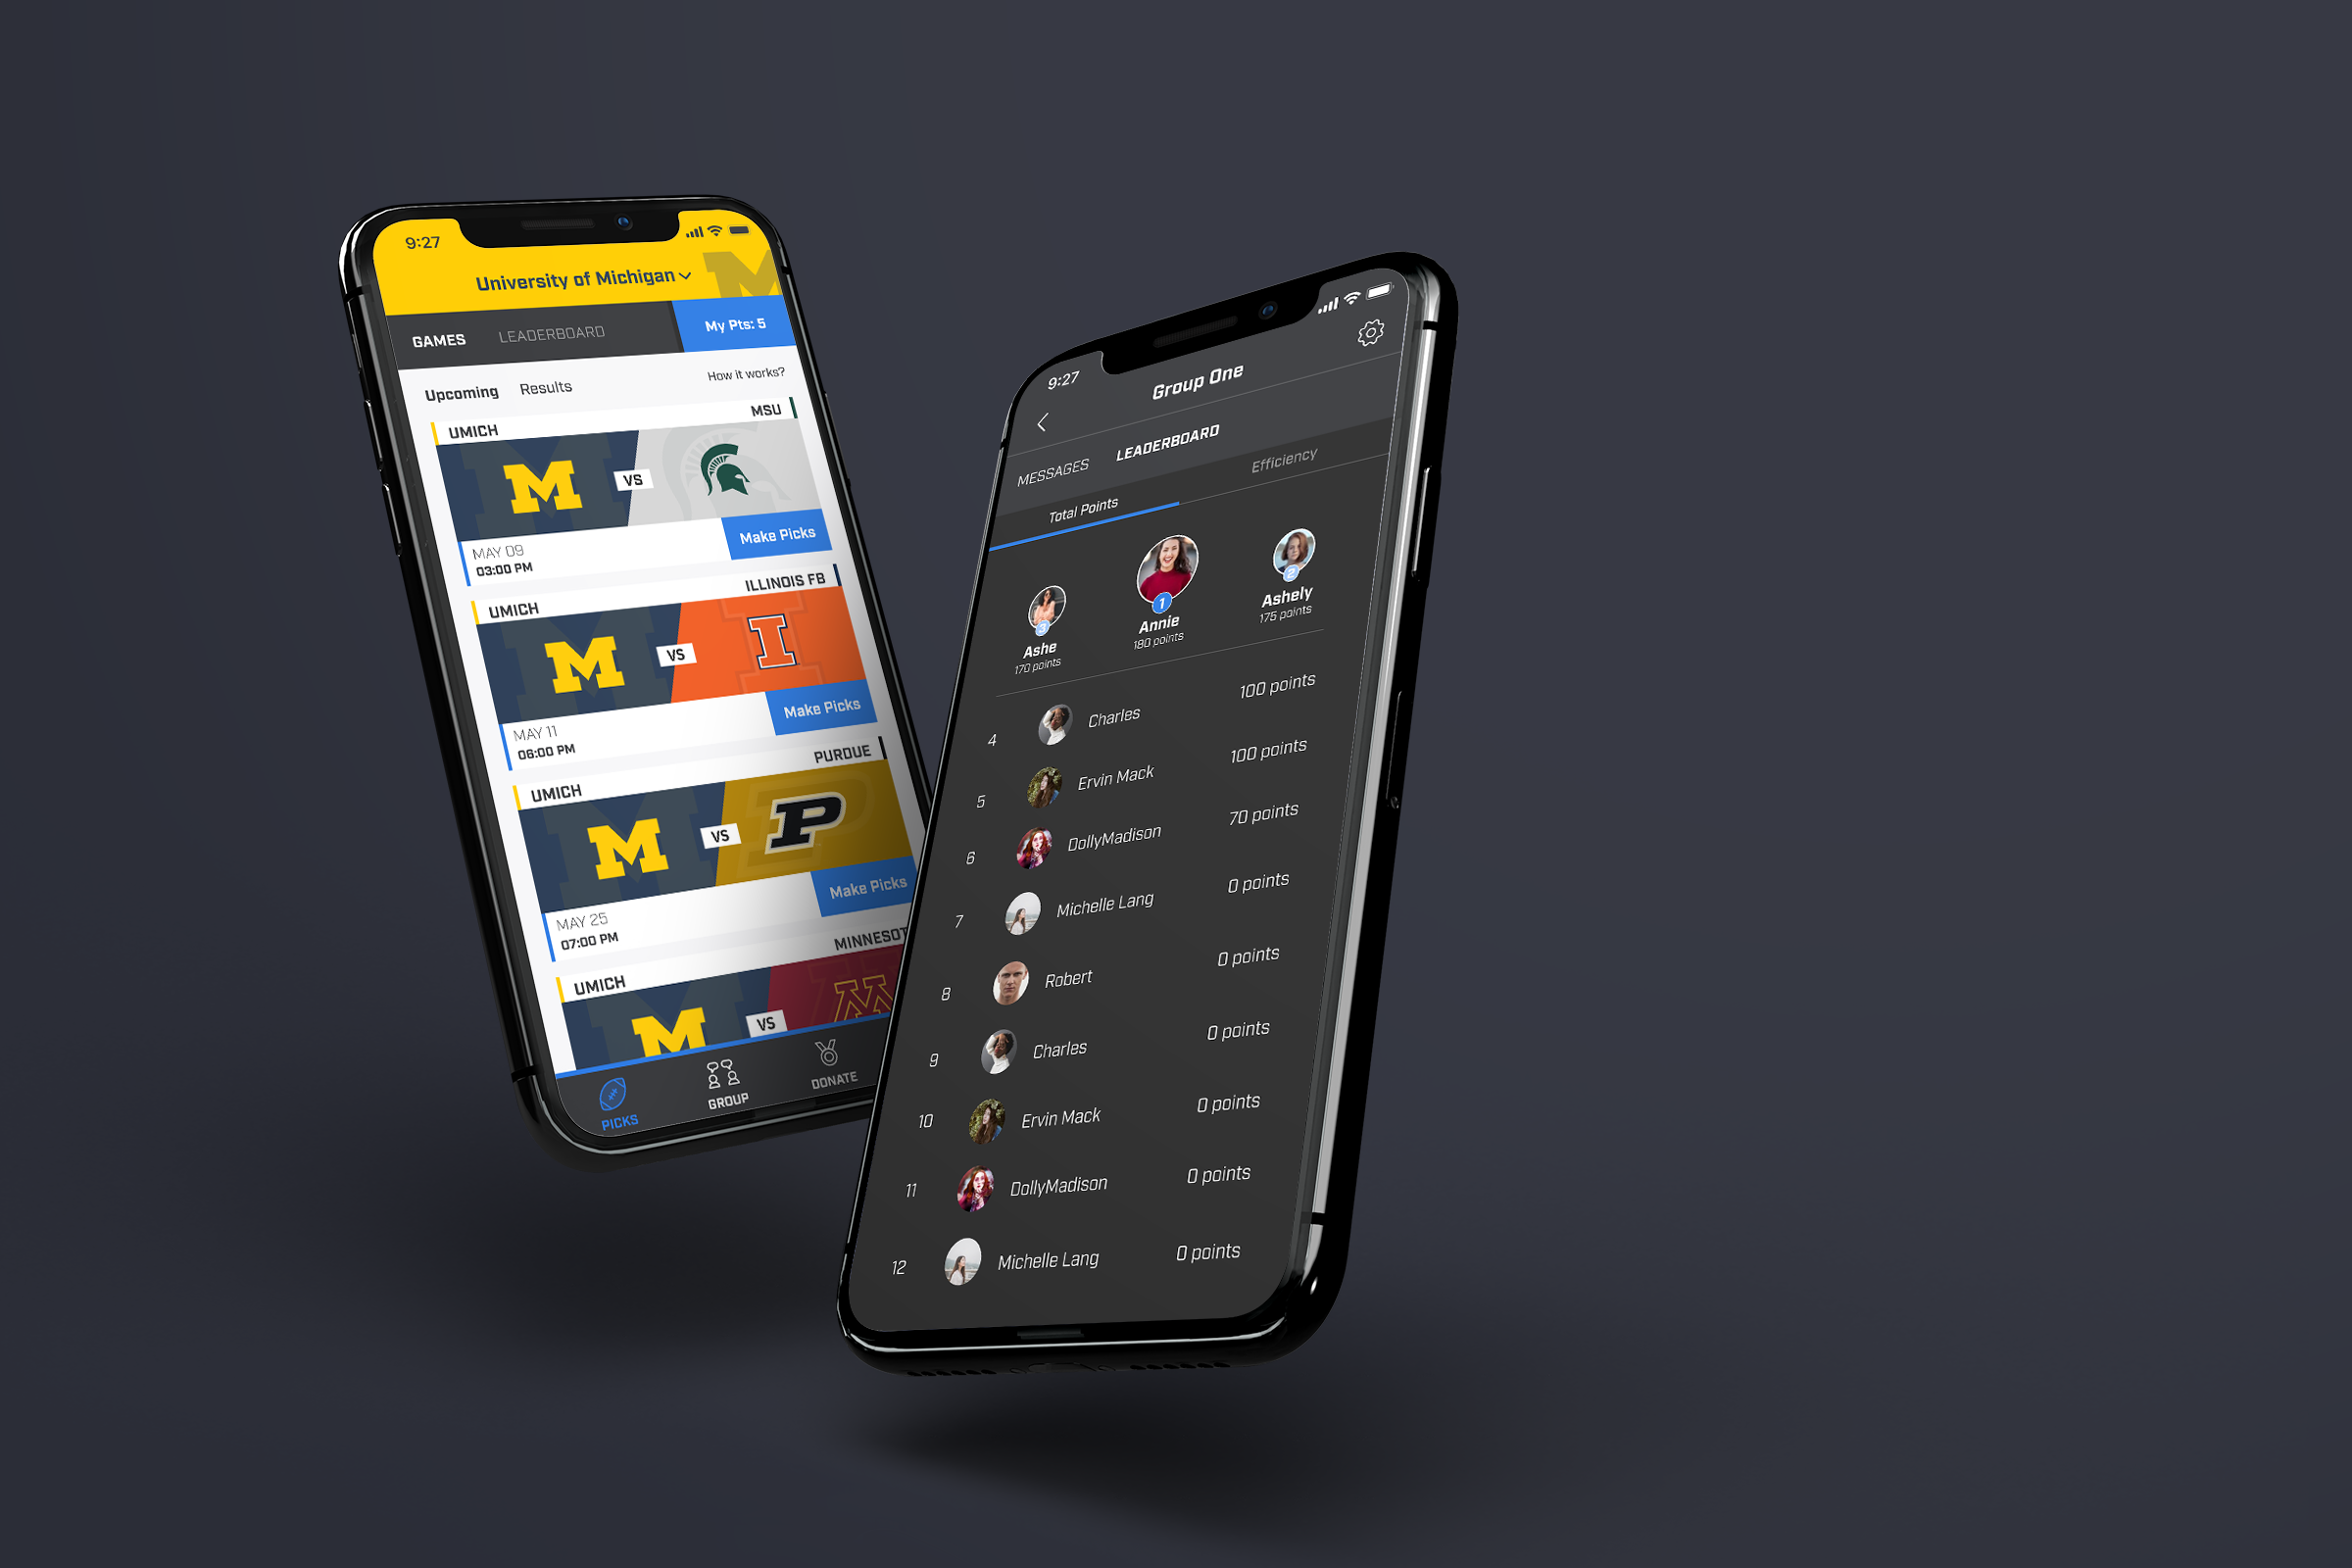 9:27
University of Michigan
GAMES LEADERBOARD My Pts: 5
Upcoming Results How it works?
UMICH MSU
M VS
MAY 09
03:00 PM
Make Picks
UMICH ILLINOIS FB
M VS I
MAY 11
06:00 PM
Make Picks
UMICH PURDUE
M VS P
MAY 25
07:00 PM
Make Picks
UMICH MINNESOT
M VS M
PICKS GROUP DONATE
9:27
Group One
MESSAGES LEADERBOARD
Total Points Efficiency
3 1 2
Ashe Annie Ashely
170 points 180 points 175 points
4 Charles 100 points
5 Ervin Mack 100 points
6 DollyMadison 70 points
7 Michelle Lang 0 points
8 Robert 0 points
9 Charles 0 points
10 Ervin Mack 0 points
11 DollyMadison 0 points
12 Michelle Lang 0 points